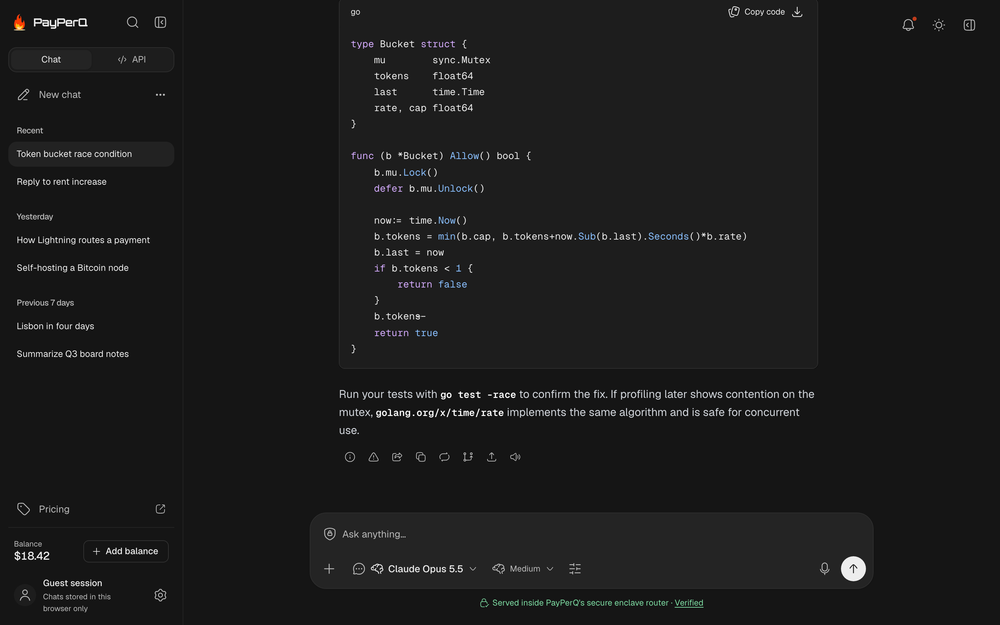 PayPerQ
Chat
</> API
New chat
Recent
Token bucket race condition
Reply to rent increase
Yesterday
How Lightning routes a payment
Self-hosting a Bitcoin node
Previous 7 days
Lisbon in four days
Summarize Q3 board notes
Pricing
Balance
$18.42
+ Add balance
Guest session
Chats stored in this
browser only
go
Copy code
type Bucket struct {
    mu       sync.Mutex
    tokens   float64
    last     time.Time
    rate, cap float64
}
func (b *Bucket) Allow() bool {
    b.mu.Lock()
    defer b.mu.Unlock()
    now:= time.Now()
    b.tokens = min(b.cap, b.tokens+now.Sub(b.last).Seconds()*b.rate)
    b.last = now
    if b.tokens < 1 {
        return false
    }
    b.tokens--
    return true
}
Run your tests with go test -race to confirm the fix. If profiling later shows contention on the
mutex, golang.org/x/time/rate implements the same algorithm and is safe for concurrent
use.
Ask anything...
Claude Opus 5.5
Medium
Served inside PayPerQ's secure enclave router · Verified